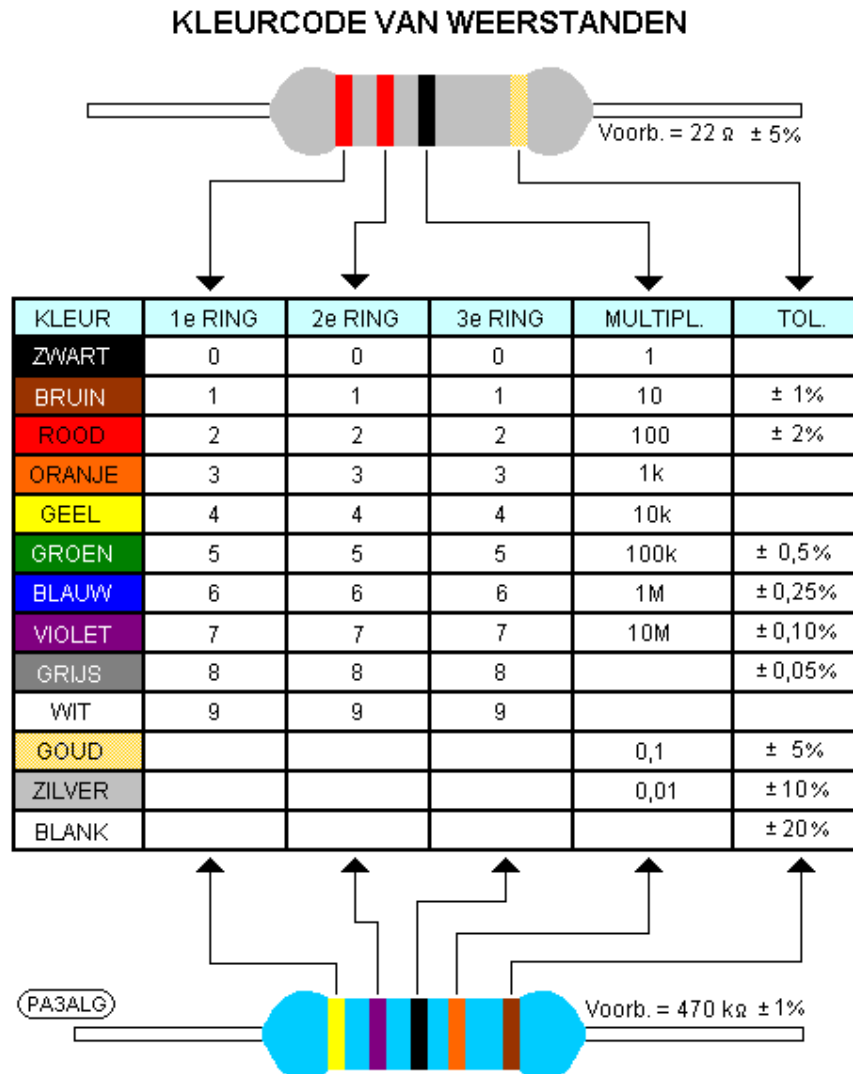 KLEURCODE VAN WEERSTANDEN
Voorb. = 22 Ω ± 5%
KLEUR 1e RING 2e RING 3e RING MULTIPL. TOL.
ZWART 0 0 0 1
BRUIN 1 1 1 10 ± 1%
ROOD 2 2 2 100 ± 2%
ORANJE 3 3 3 1k
GEEL 4 4 4 10k
GROEN 5 5 5 100k ± 0,5%
BLAUW 6 6 6 1M ±0,25%
VIOLET 7 7 7 10M ±0,10%
GRIJS 8 8 8 ±0,05%
WIT 9 9 9
GOUD 0,1 ± 5%
ZILVER 0,01 ±10%
BLANK ±20%
PA3ALG
Voorb. = 470 kΩ ±1%